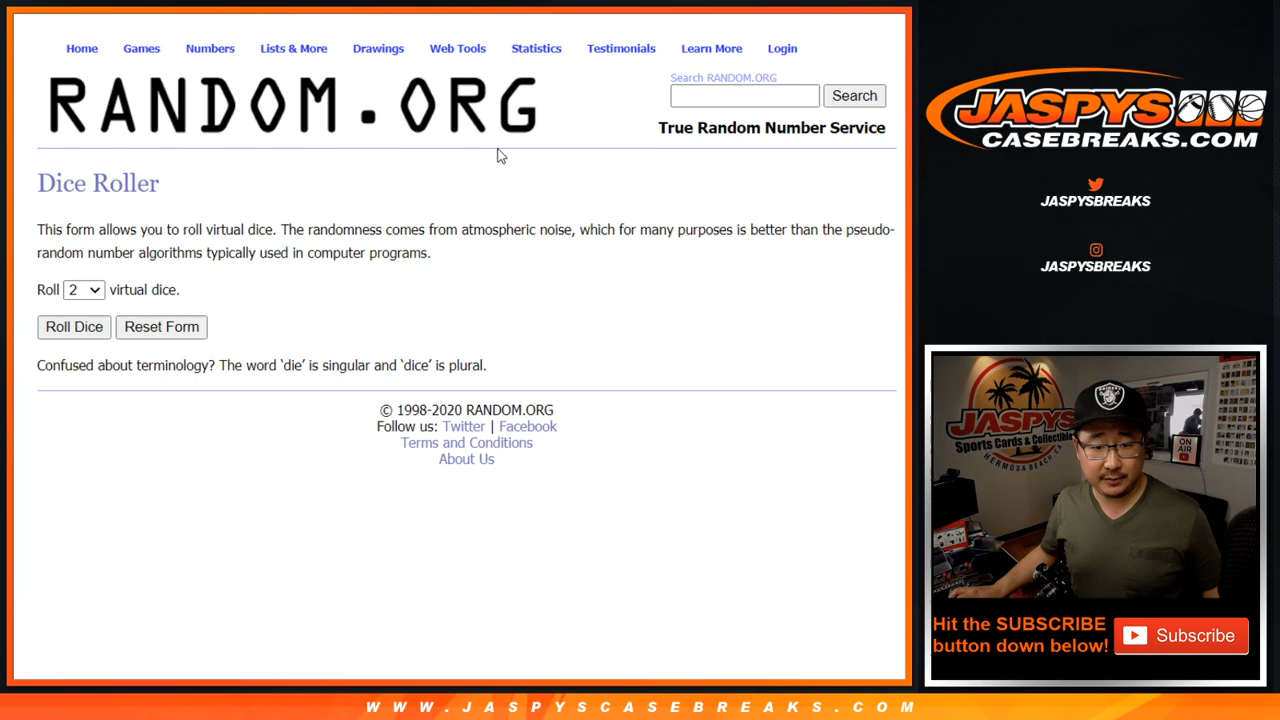 Home Games Numbers Lists & More Drawings Web Tools Statistics Testimonials Learn More Login
RANDOM.ORG
Search RANDOM.ORG
Search
True Random Number Service
Dice Roller
This form allows you to roll virtual dice. The randomness comes from atmospheric noise, which for many purposes is better than the pseudo-
random number algorithms typically used in computer programs.
Roll 2 virtual dice.
Roll Dice Reset Form
Confused about terminology? The word ‘die’ is singular and ‘dice’ is plural.
© 1998-2020 RANDOM.ORG
Follow us: Twitter | Facebook
Terms and Conditions
About Us
JASPYS
CASEBREAKS.COM
JASPYSBREAKS
JASPYSBREAKS
JASPYS
Sports Cards & Collectibles
HERMOSA BEACH CA
RAIDERS
ON
AIR
Hit the SUBSCRIBE
button down below!
Subscribe
WWW.JASPYSCASEBREAKS.COM